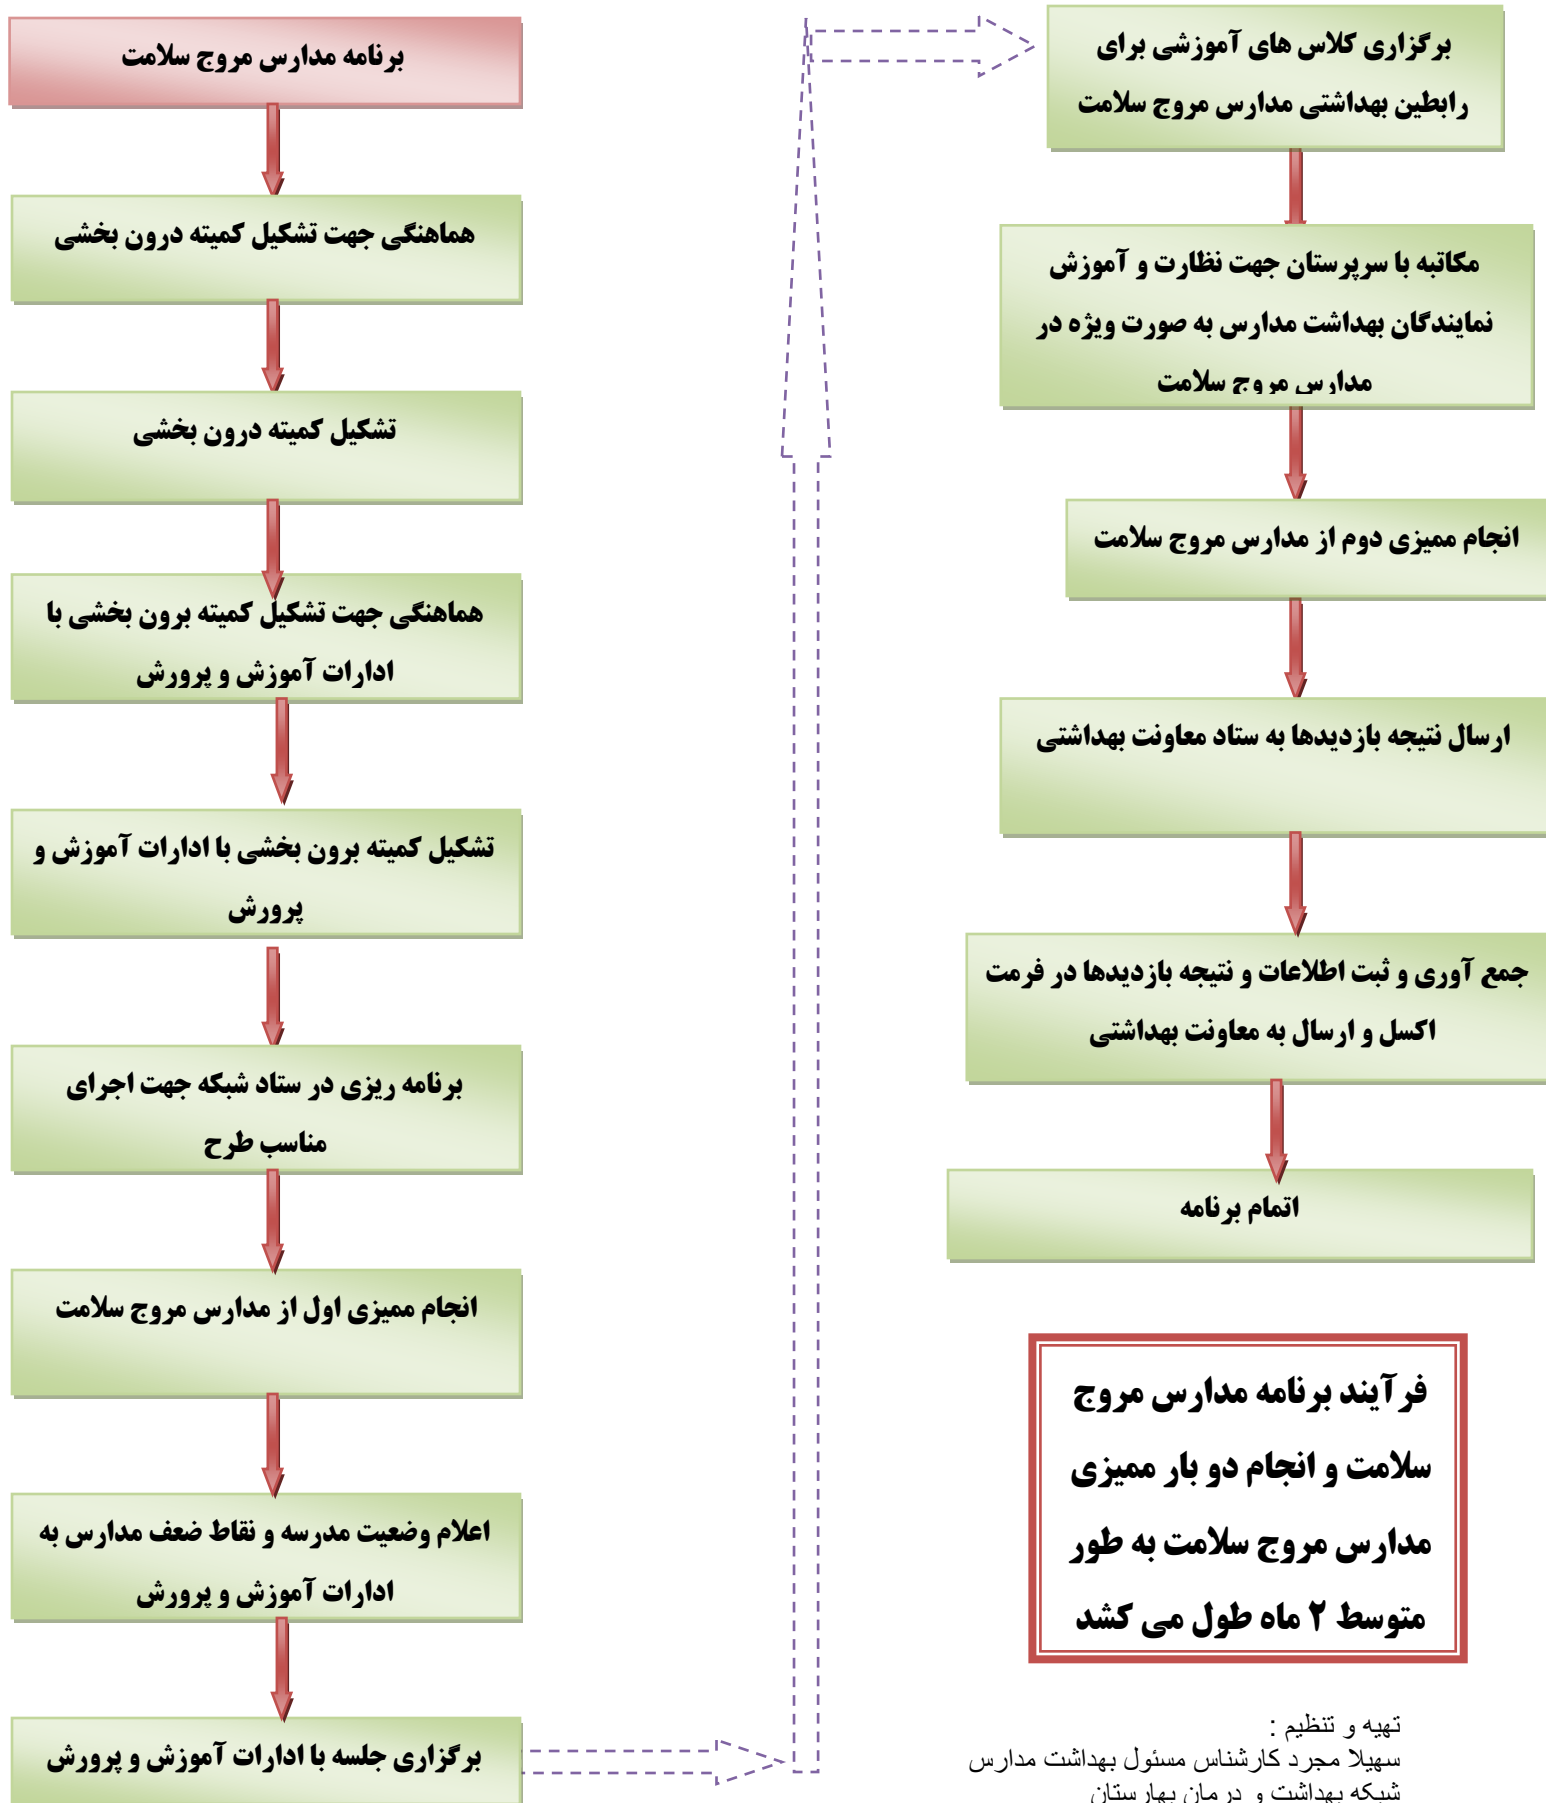 برنامه مدارس مروج سلامت
هماهنگی جهت تشکیل کمیته درون بخشی
تشکیل کمیته درون بخشی
هماهنگی جهت تشکیل کمیته برون بخشی با
ادارات آموزش و پرورش
تشکیل کمیته برون بخشی با ادارات آموزش و
پرورش
برنامه ریزی در ستاد شبکه جهت اجرای
مناسب طرح
انجام ممیزی اول از مدارس مروج سلامت
اعلام وضعیت مدرسه و نقاط ضعف مدارس به
ادارات آموزش و پرورش
برگزاری جلسه با ادارات آموزش و پرورش
برگزاری کلاس های آموزشی برای
رابطین بهداشتی مدارس مروج سلامت
مکاتبه با سرپرستان جهت نظارت و آموزش
نمایندگان بهداشت مدارس به صورت ویژه در
مدارس مروج سلامت
انجام ممیزی دوم از مدارس مروج سلامت
ارسال نتیجه بازدیدها به ستاد معاونت بهداشتی
جمع آوری و ثبت اطلاعات و نتیجه بازدیدها در فرمت
اکسل و ارسال به معاونت بهداشتی
اتمام برنامه
فرآیند برنامه مدارس مروج
سلامت و انجام دو بار ممیزی
مدارس مروج سلامت به طور
متوسط ۲ ماه طول می کشد
تهیه و تنظیم :
سهیلا مجرد کارشناس مسئول بهداشت مدارس
شبکه بهداشت و درمان بهارستان